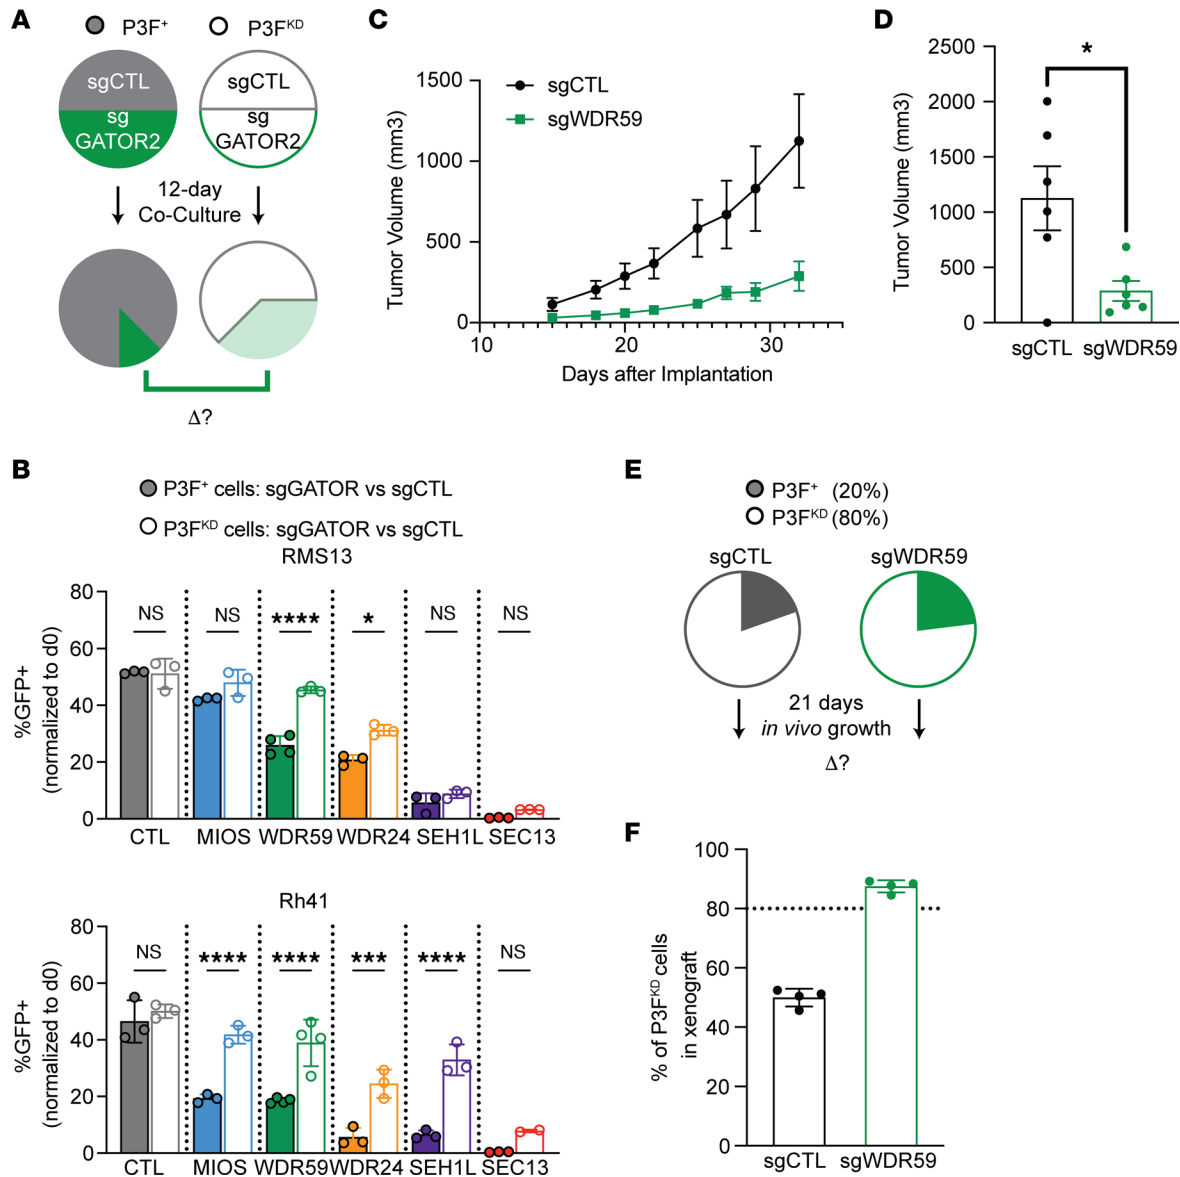 A
P3F+
P3FKD
sgCTL
sgCTL
sg
GATOR2
sg
GATOR2
12-day
Co-Culture
Δ?
C
sgCTL
sgWDR59
Tumor Volume (mm3)
1500
1000
500
0
10
20
30
Days after Implantation
D
Tumor Volume (mm3)
2500
2000
1500
1000
500
0
*
sgCTL
sgWDR59
B
P3F+ cells: sgGATOR vs sgCTL
P3FKD cells: sgGATOR vs sgCTL
RMS13
%GFP+
(normalized to d0)
80
60
40
20
0
NS
NS
****
*
NS
NS
CTL
MIOS
WDR59
WDR24
SEH1L
SEC13
Rh41
%GFP+
(normalized to d0)
80
60
40
20
0
NS
****
****
***
****
NS
CTL
MIOS
WDR59
WDR24
SEH1L
SEC13
E
P3F+ (20%)
P3FKD (80%)
sgCTL
sgWDR59
21 days
in vivo growth
Δ?
F
% of P3FKD cells
in xenograft
100
80
60
40
20
0
sgCTL
sgWDR59